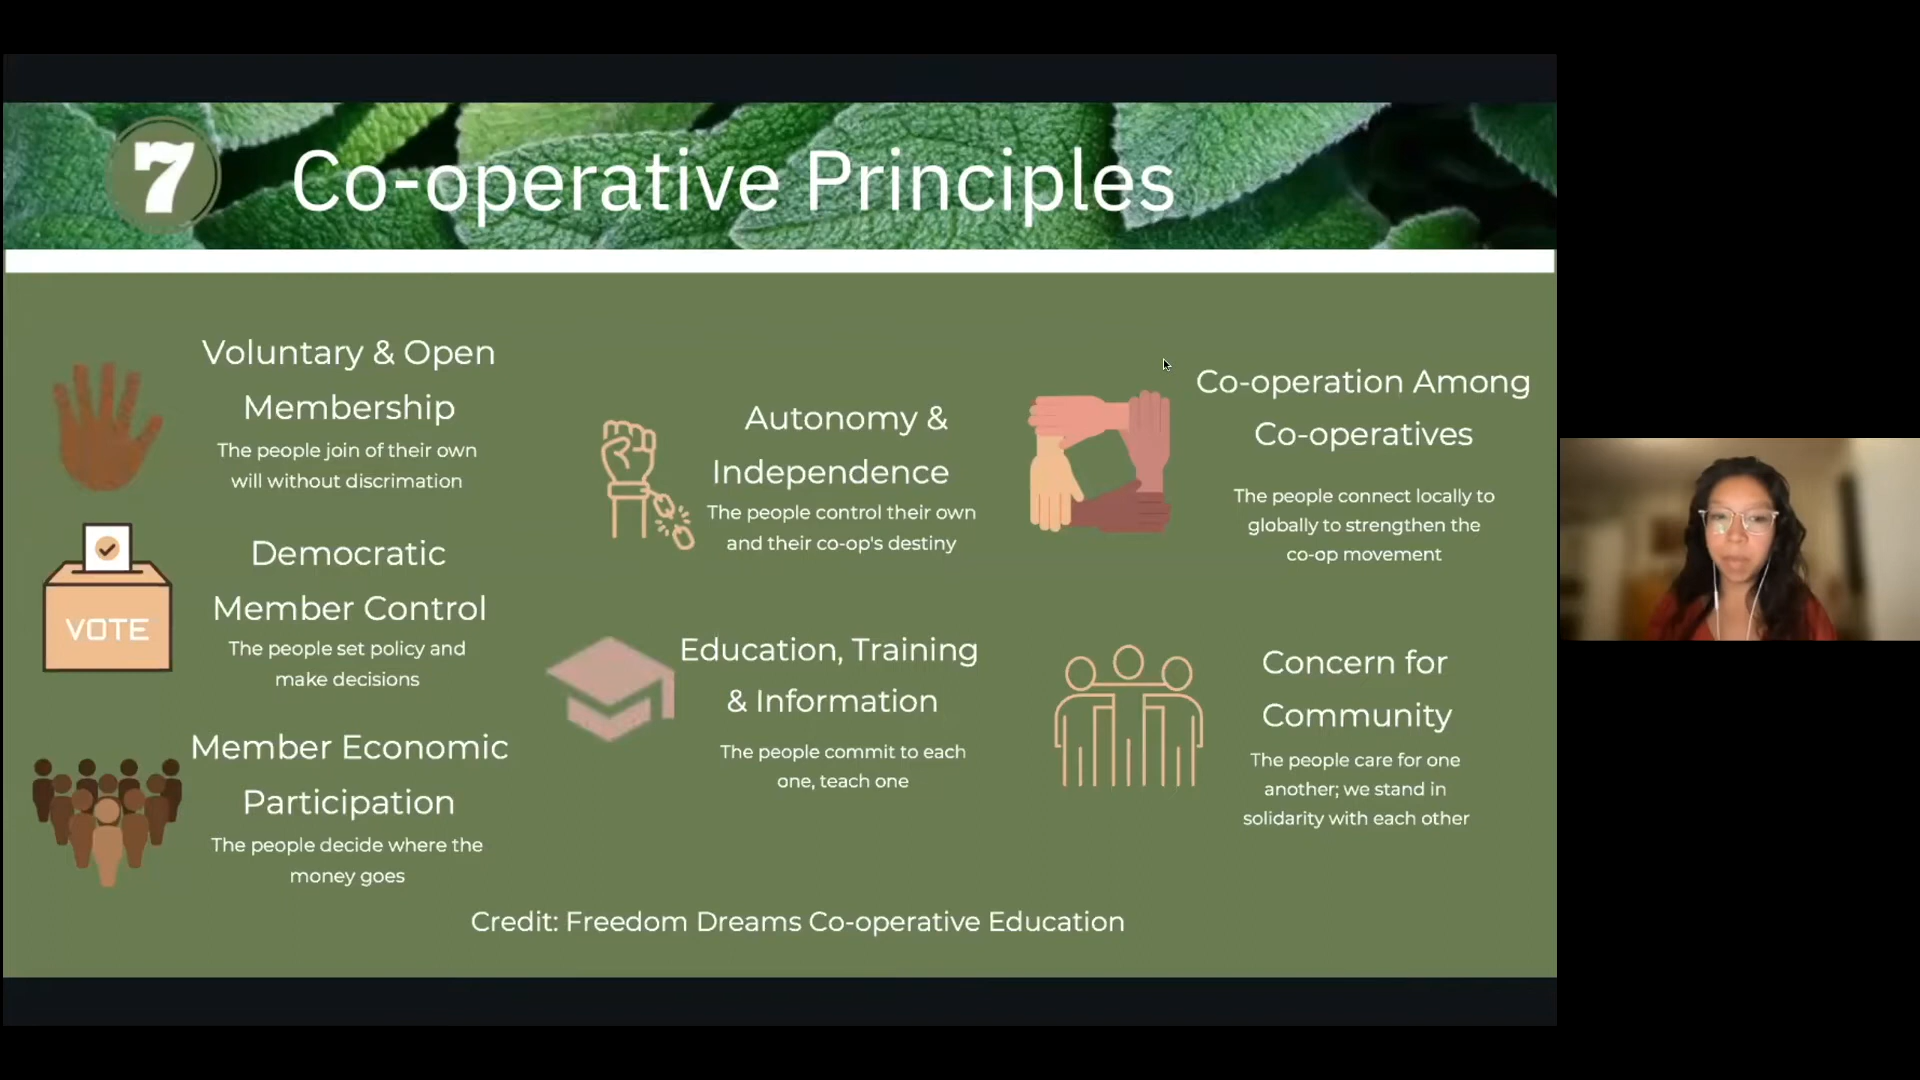 7
Co-operative Principles
Voluntary & Open
Membership
The people join of their own
will without discrimation
VOTE
Democratic
Member Control
The people set policy and
make decisions
Member Economic
Participation
The people decide where the
money goes
Autonomy &
Independence
The people control their own
and their co-op's destiny
Education, Training
& Information
The people commit to each
one, teach one
Co-operation Among
Co-operatives
The people connect locally to
globally to strengthen the
co-op movement
Concern for
Community
The people care for one
another; we stand in
solidarity with each other
Credit: Freedom Dreams Co-operative Education